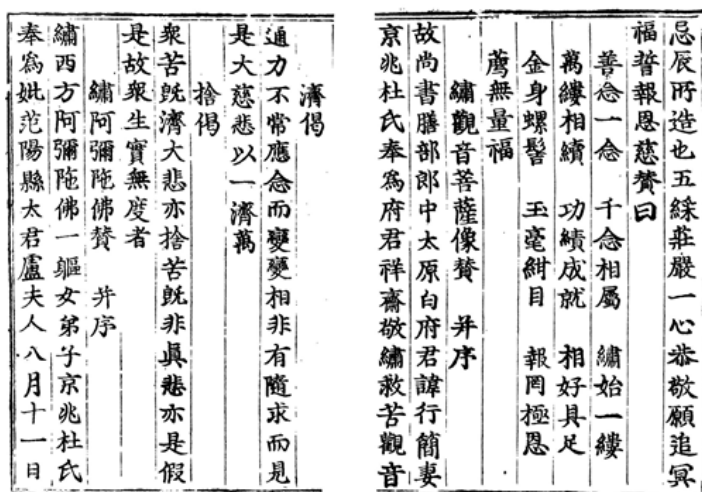 濟偈
通力不常應念而變變相非有隨求而見
是大慈悲以一濟萬
捨偈
衆苦旣濟大悲亦捨苦旣非眞悲亦是假
是故衆生實無度者
繡阿彌陁佛贊 并序
繡西方阿彌陁佛一軀女弟子京兆杜氏
奉爲妣范陽縣太君盧夫人八月十一日
忌辰所造也五綵莊嚴一心恭敬願追冥
福誓報恩慈贊曰
善念一念 千念相屬 繡始一縷
萬縷相續 功績成就 相好具足
金身螺髻 玉毫紺目 報罔極恩
薦無量福
繡觀音菩薩像贊 并序
故尚書膳部郎中太原白府君諱行簡妻
京兆杜氏奉爲府君祥齋敬繡救苦觀音